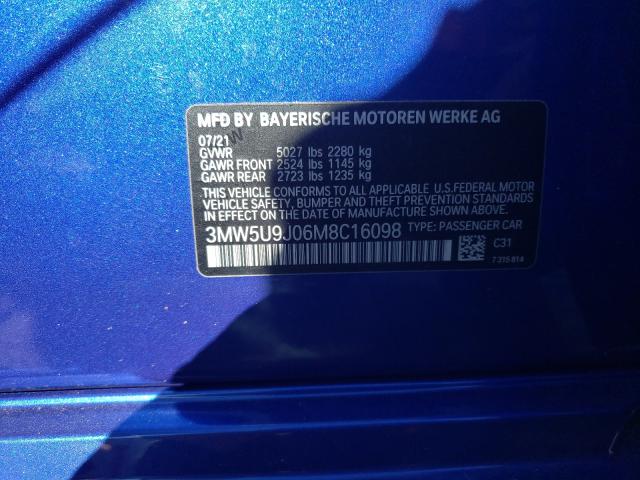 MFD BY BAYERISCHE MOTOREN WERKE AG
07/21
GVWR 5027 lbs 2280 kg
GAWR FRONT 2524 lbs 1145 kg
GAWR REAR 2723 lbs 1235 kg
THIS VEHICLE CONFORMS TO ALL APPLICABLE U.S.FEDERAL MOTOR
VEHICLE SAFETY, BUMPER AND THEFT PREVENTION STANDARDS
IN EFFECT ON THE DATE OF MANUFACTURE SHOWN ABOVE.
3MW5U9J06M8C16098 TYPE: PASSENGER CAR
C31
7 315 814